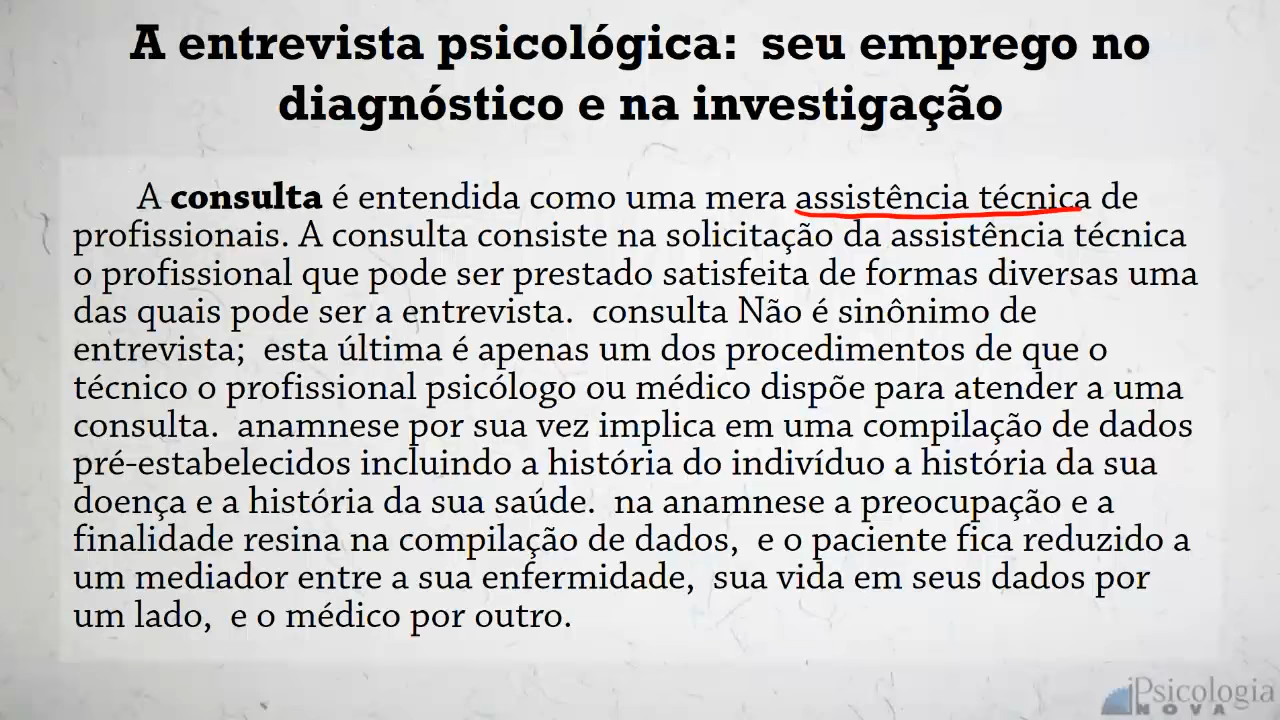 A entrevista psicológica: seu emprego no
diagnóstico e na investigação
A consulta é entendida como uma mera assistência técnica de
profissionais. A consulta consiste na solicitação da assistência técnica
o profissional que pode ser prestado satisfeita de formas diversas uma
das quais pode ser a entrevista. consulta Não é sinônimo de
entrevista; esta última é apenas um dos procedimentos de que o
técnico o profissional psicólogo ou médico dispõe para atender a uma
consulta. anamnese por sua vez implica em uma compilação de dados
pré-estabelecidos incluindo a história do indivíduo a história da sua
doença e a história da sua saúde. na anamnese a preocupação e a
finalidade resina na compilação de dados, e o paciente fica reduzido a
um mediador entre a sua enfermidade, sua vida em seus dados por
um lado, e o médico por outro.
Psicologia
NOVA